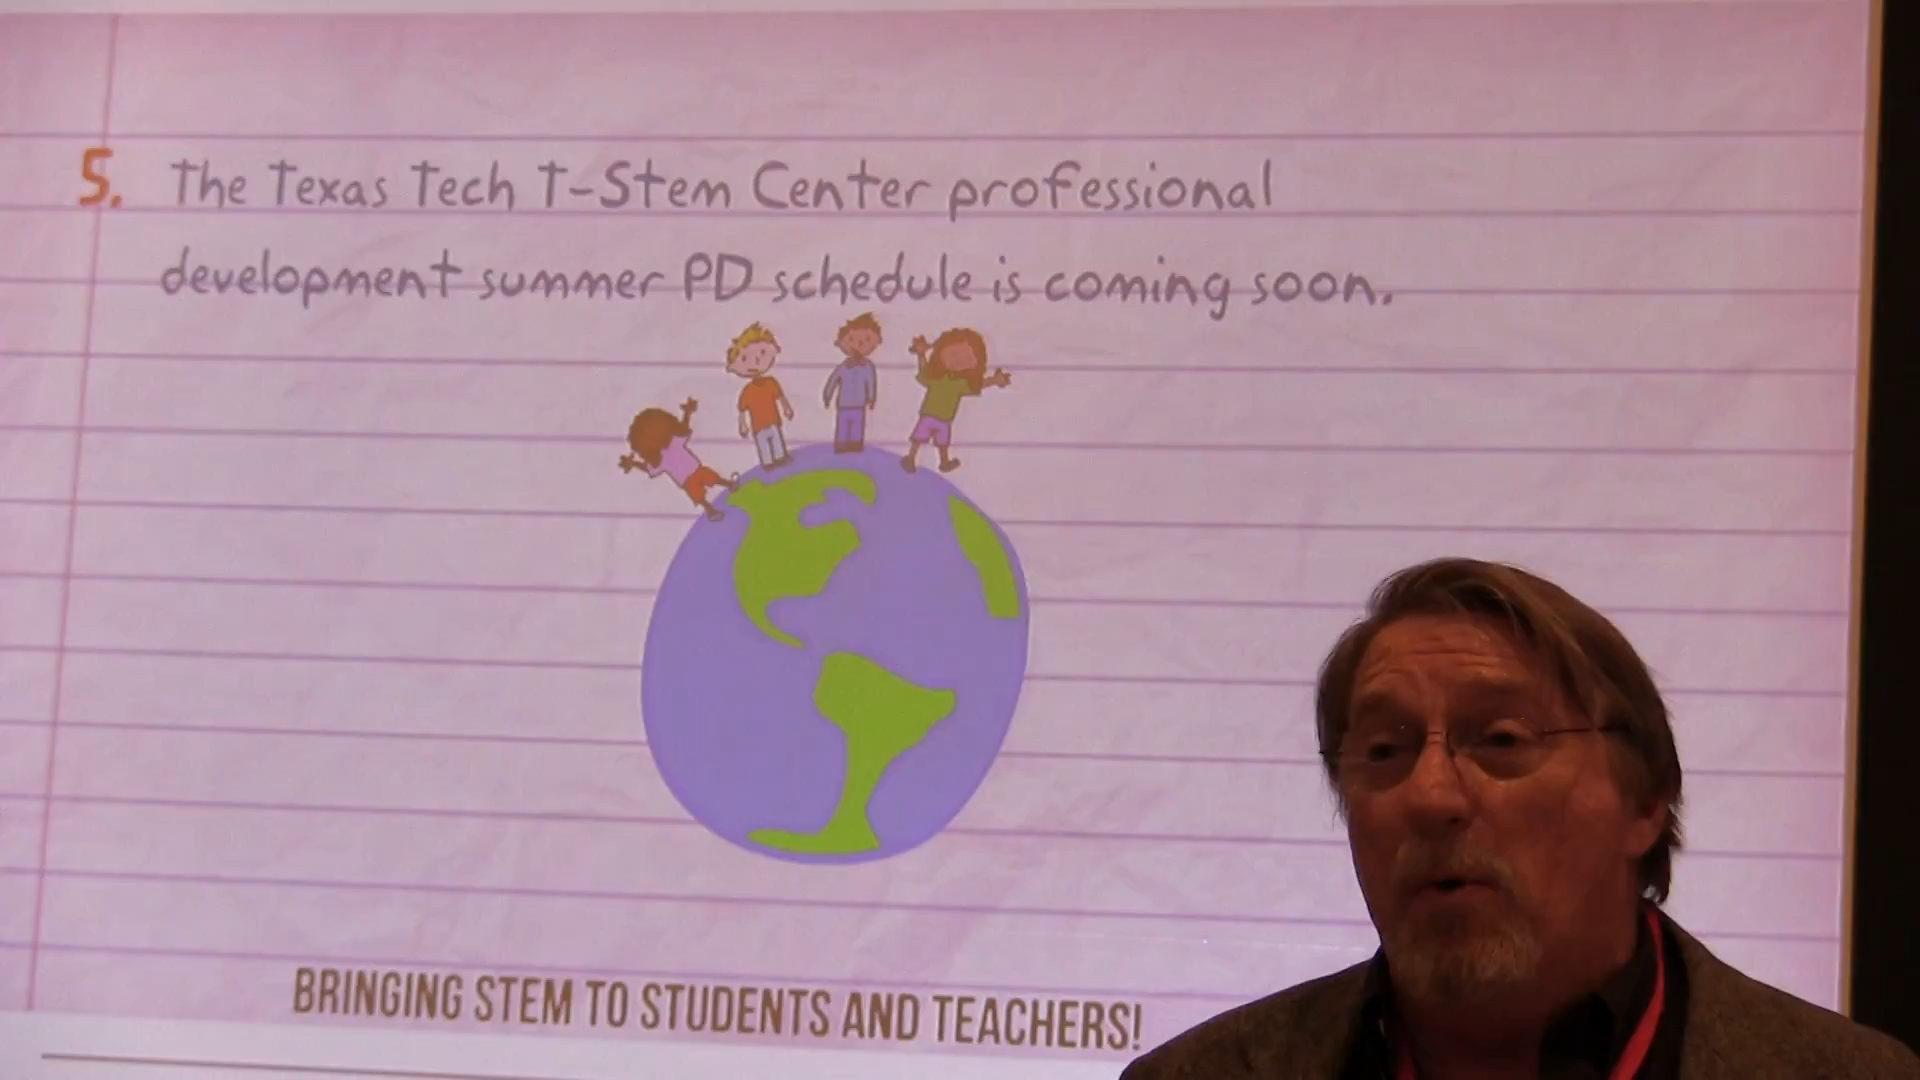 5. The Texas Tech T-Stem Center professional
development summer PD schedule is coming soon.
BRINGING STEM TO STUDENTS AND TEACHERS!